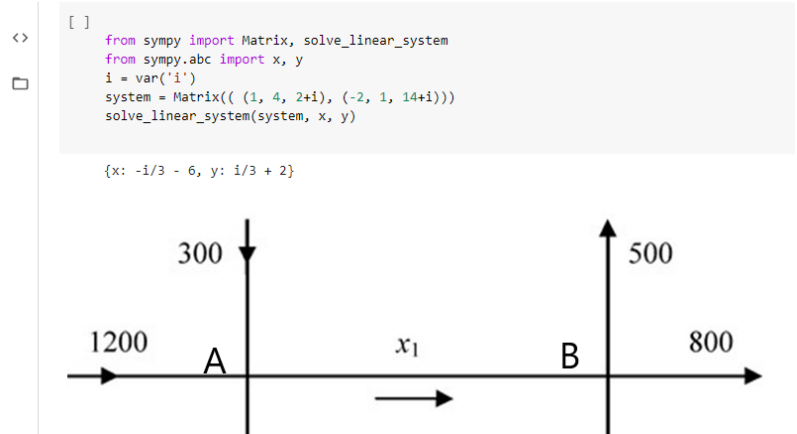 [ ]
<>
from sympy import Matrix, solve_linear_system
from sympy.abc import x, y
i = var('i')
system = Matrix(( (1, 4, 2+i), (-2, 1, 14+i)))
solve_linear_system(system, x, y)
{x: -i/3 - 6, y: i/3 + 2}
300
500
1200
A
x₁
B
800